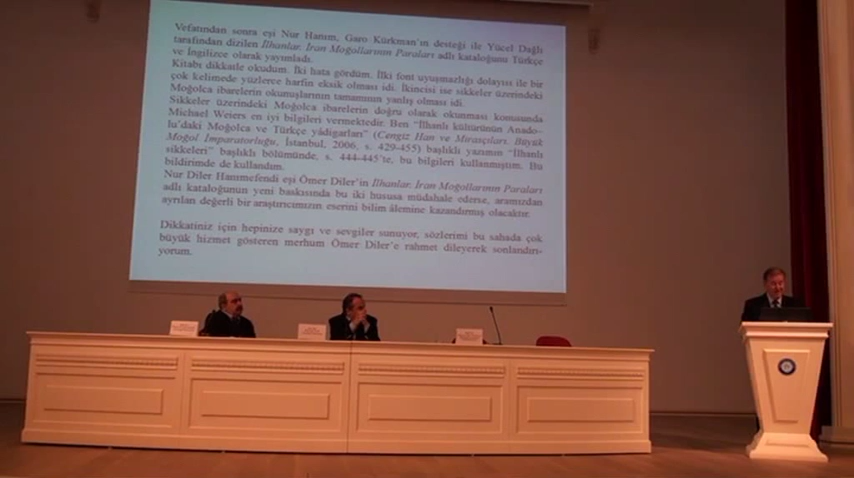 Vefatından sonra eşi Nur Hanım, Garo Kürkman'ın desteği ile Yücel Dağlı
tarafından dizilen İlhanlar. İran Moğollarının Paraları adlı kataloğunu Türkçe
ve İngilizce olarak yayımladı.
Kitabı dikkatle okudum. İki hata gördüm. İlki font uyuşmazlığı dolayısı ile bir
çok kelimede yüzlerce harfin eksik olması idi. İkincisi ise sikkeler üzerindeki
Moğolca ibarelerin okunuşlarının tamamının yanlış olması idi.
Sikkeler üzerindeki Moğolca ibarelerin doğru olarak okunması konusunda
Michael Weiers en iyi bilgileri vermektedir. Ben "İlhanlı kültürünün Anado-
lu'daki Moğolca ve Türkçe yâdigarları" (Cengiz Han ve Mirasçıları. Büyük
Moğol İmparatorluğu, İstanbul, 2006, s. 429-455) başlıklı yazımın "İlhanlı
sikkeleri" başlıklı bölümünde, s. 444-445'te, bu bilgileri kullanmıştım. Bu
bildirimde de kullandım.
Nur Diler Hanımefendi eşi Ömer Diler'in İlhanlar. İran Moğollarının Paraları
adlı kataloğunun yeni baskısında bu iki hususa müdahale ederse, aramızdan
ayrılan değerli bir araştırıcımızın eserini bilim âlemine kazandırmış olacaktır.
Dikkatiniz için hepinize saygı ve sevgiler sunuyor, sözlerimi bu sahada çok
büyük hizmet gösteren merhum Ömer Diler'e rahmet dileyerek sonlandırı-
yorum.